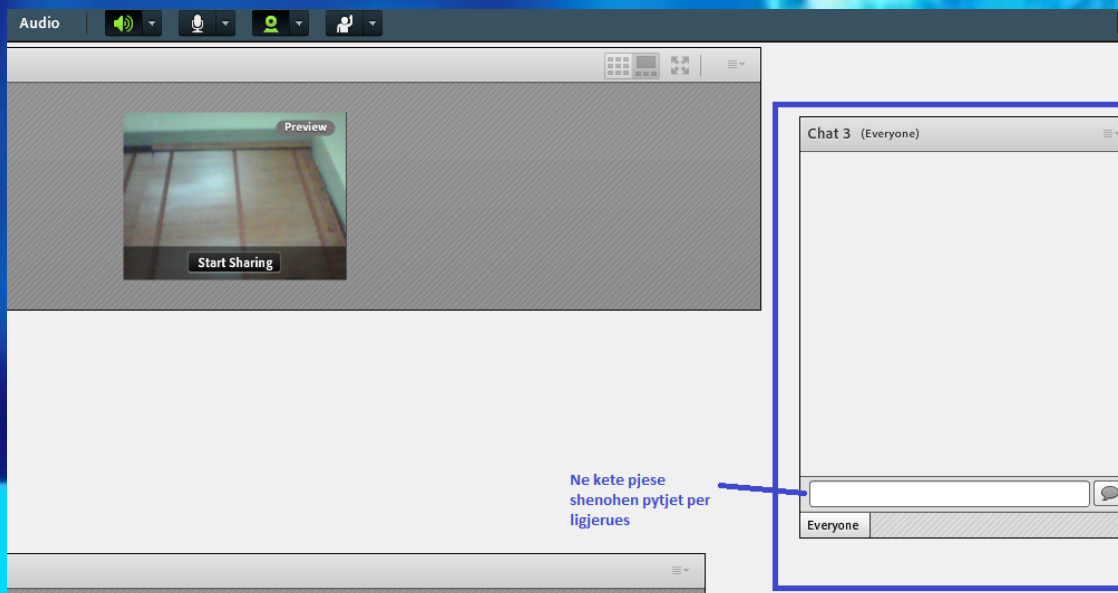 Audio
Preview
Start Sharing
Chat 3 (Everyone)
Ne kete pjese
shenohen pytjet per
ligjerues
Everyone